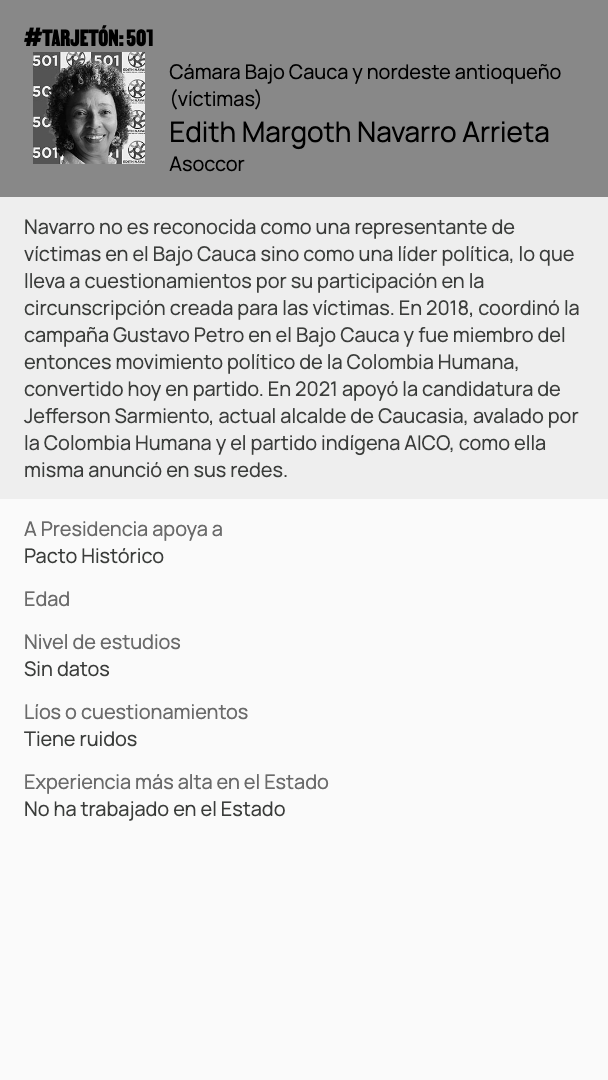 #TARJETÓN: 501
501 501
50
50
501
Cámara Bajo Cauca y nordeste antioqueño
(víctimas)
Edith Margoth Navarro Arrieta
Asoccor
Navarro no es reconocida como una representante de
víctimas en el Bajo Cauca sino como una líder política, lo que
lleva a cuestionamientos por su participación en la
circunscripción creada para las víctimas. En 2018, coordinó la
campaña Gustavo Petro en el Bajo Cauca y fue miembro del
entonces movimiento político de la Colombia Humana,
convertido hoy en partido. En 2021 apoyó la candidatura de
Jefferson Sarmiento, actual alcalde de Caucasia, avalado por
la Colombia Humana y el partido indígena AICO, como ella
misma anunció en sus redes.
A Presidencia apoya a
Pacto Histórico
Edad
Nivel de estudios
Sin datos
Líos o cuestionamientos
Tiene ruidos
Experiencia más alta en el Estado
No ha trabajado en el Estado